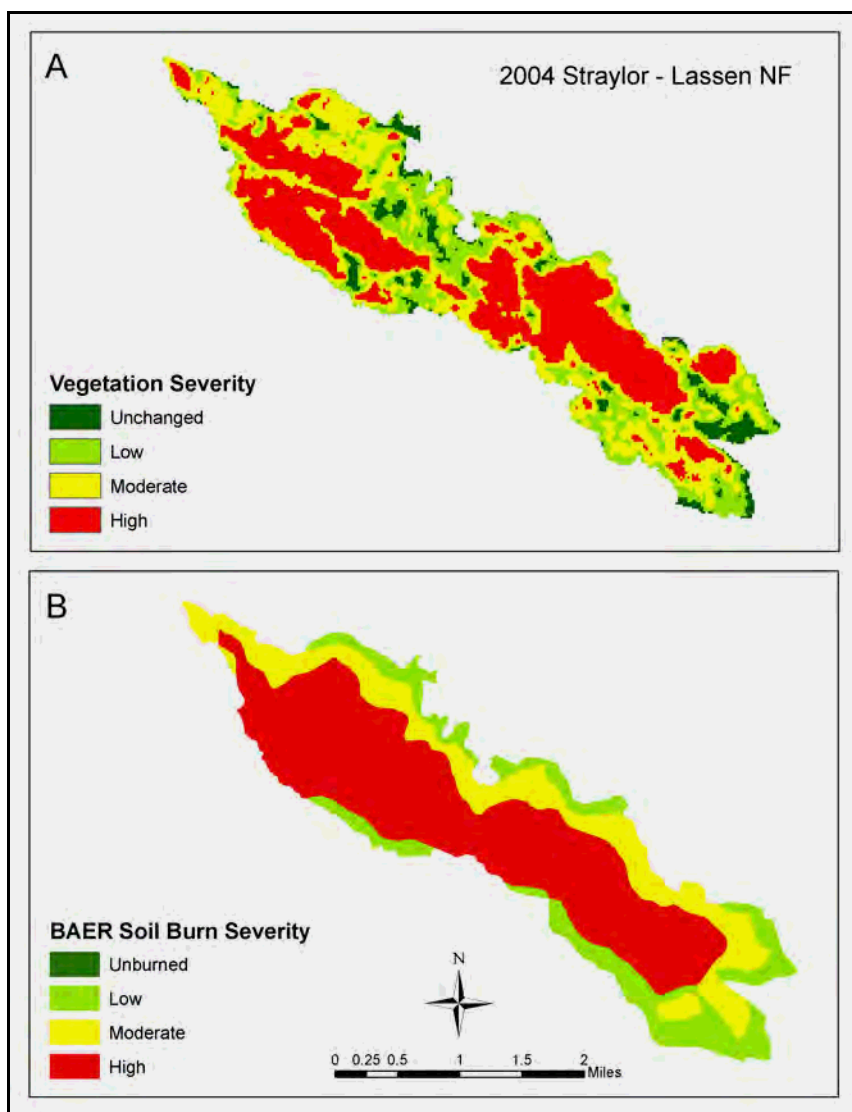 A
2004 Straylor - Lassen NF
Vegetation Severity
Unchanged
Low
Moderate
High
B
BAER Soil Burn Severity
Unburned
Low
Moderate
High
N
0 0.25 0.5 1 1.5 2
Miles